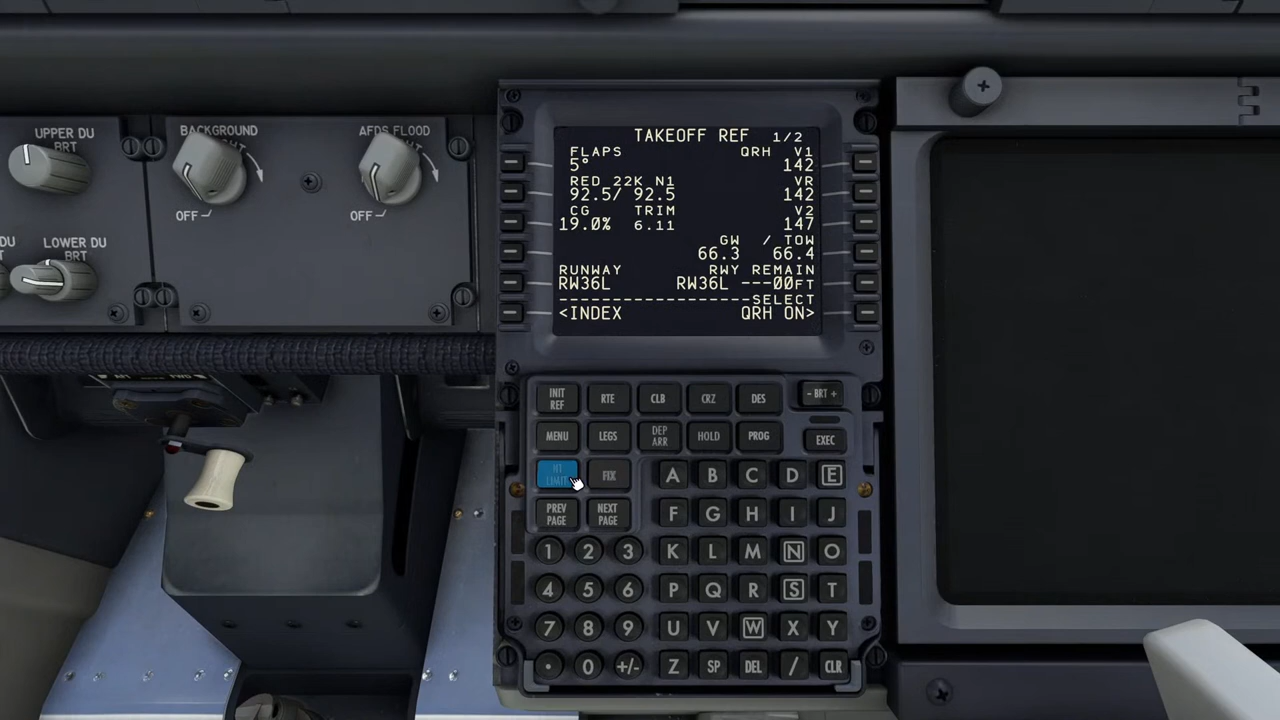 UPPER DU
BRT
BACKGROUND
OFF
AFDS FLOOD
OFF
DU
LOWER DU
BRT
TAKEOFF REF 1/2
FLAPS QRH V1
5° 142
RED 22K N1 VR
92.5/ 92.5 142
CG TRIM V2
19.0% 6.11 147
GW / TOW
66.3 66.4
RUNWAY RWY REMAIN
RW36L RW36L ---00FT
--------------------SELECT
<INDEX QRH ON>
INIT
REF
RTE
CLB
CRZ
DES
- BRT +
MENU
LEGS
DEP
ARR
HOLD
PROG
EXEC
N1
LIMIT
FIX
A B C D E
PREV
PAGE
NEXT
PAGE
F G H I J
1 2 3 K L M N O
4 5 6 P Q R S T
7 8 9 U V W X Y
. 0 +/- Z SP DEL / CLR